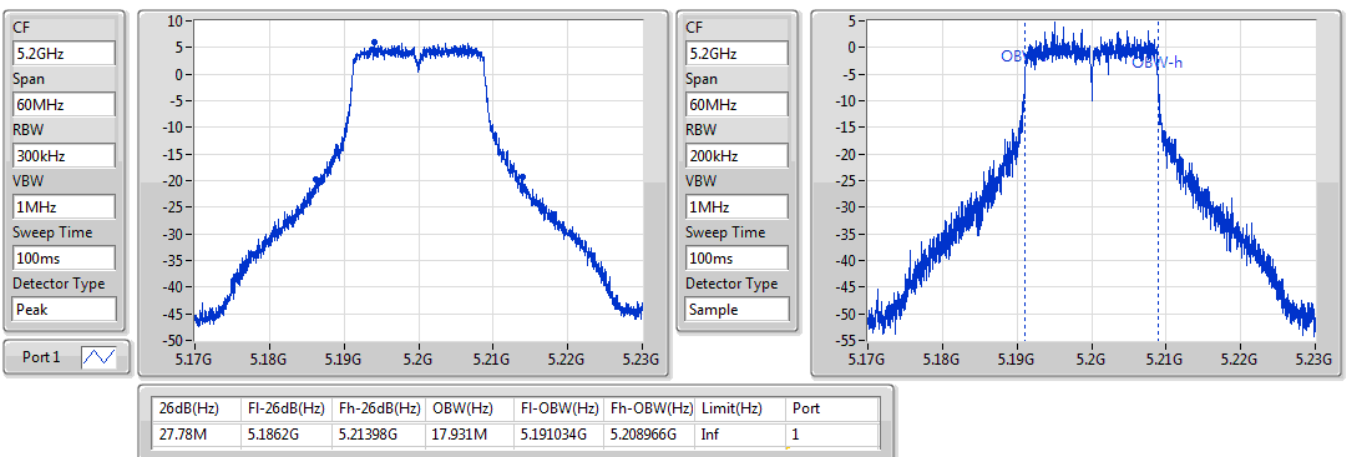 CF
5.2GHz
Span
60MHz
RBW
300kHz
VBW
1MHz
Sweep Time
100ms
Detector Type
Peak
Port 1
10
5
0
-5
-10
-15
-20
-25
-30
-35
-40
-45
-50
5.17G 5.18G 5.19G 5.2G 5.21G 5.22G 5.23G
CF
5.2GHz
Span
60MHz
RBW
200kHz
VBW
1MHz
Sweep Time
100ms
Detector Type
Sample
5
0
-5
-10
-15
-20
-25
-30
-35
-40
-45
-50
-55
OBW-h
5.17G 5.18G 5.19G 5.2G 5.21G 5.22G 5.23G
26dB(Hz) Fl-26dB(Hz) Fh-26dB(Hz) OBW(Hz) Fl-OBW(Hz) Fh-OBW(Hz) Limit(Hz) Port
27.78M 5.1862G 5.21398G 17.931M 5.191034G 5.208966G Inf 1